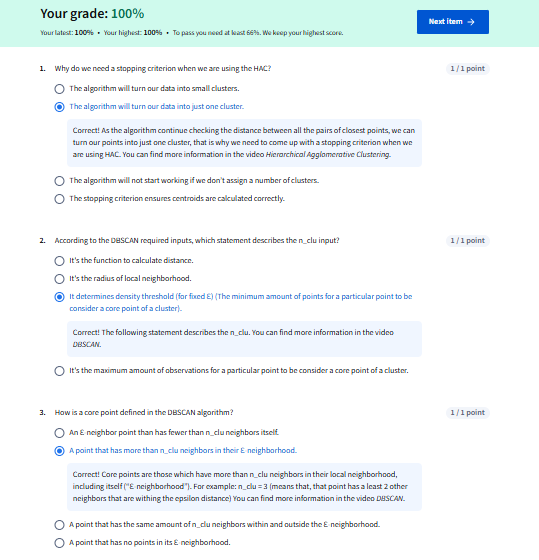 Your grade: 100%
Your latest: 100% • Your highest: 100% • To pass you need at least 66%. We keep your highest score.
Next item →
1. Why do we need a stopping criterion when we are using the HAC?
1 / 1 point
The algorithm will turn our data into small clusters.
The algorithm will turn our data into just one cluster.
Correct! As the algorithm continue checking the distance between all the pairs of closest points, we can
turn our points into just one cluster, that is why we need to come up with a stopping criterion when we
are using HAC. You can find more information in the video Hierarchical Agglomerative Clustering.
The algorithm will not start working if we don't assign a number of clusters.
The stopping criterion ensures centroids are calculated correctly.
2. According to the DBSCAN required inputs, which statement describes the n_clu input?
1 / 1 point
It's the function to calculate distance.
It's the radius of local neighborhood.
It determines density threshold (for fixed Ɛ) (The minimum amount of points for a particular point to be
consider a core point of a cluster).
Correct! The following statement describes the n_clu. You can find more information in the video
DBSCAN.
It's the maximum amount of observations for a particular point to be consider a core point of a cluster.
3. How is a core point defined in the DBSCAN algorithm?
1 / 1 point
An Ɛ-neighbor point than has fewer than n_clu neighbors itself.
A point that has more than n_clu neighbors in their Ɛ-neighborhood.
Correct! Core points are those which have more than n_clu neighbors in their local neighborhood,
including itself ("Ɛ-neighborhood"). For example: n_clu = 3 (means that, that point has a least 2 other
neighbors that are withing the epsilon distance) You can find more information in the video DBSCAN.
A point that has the same amount of n_clu neighbors within and outside the Ɛ-neighborhood.
A point that has no points in its Ɛ-neighborhood.